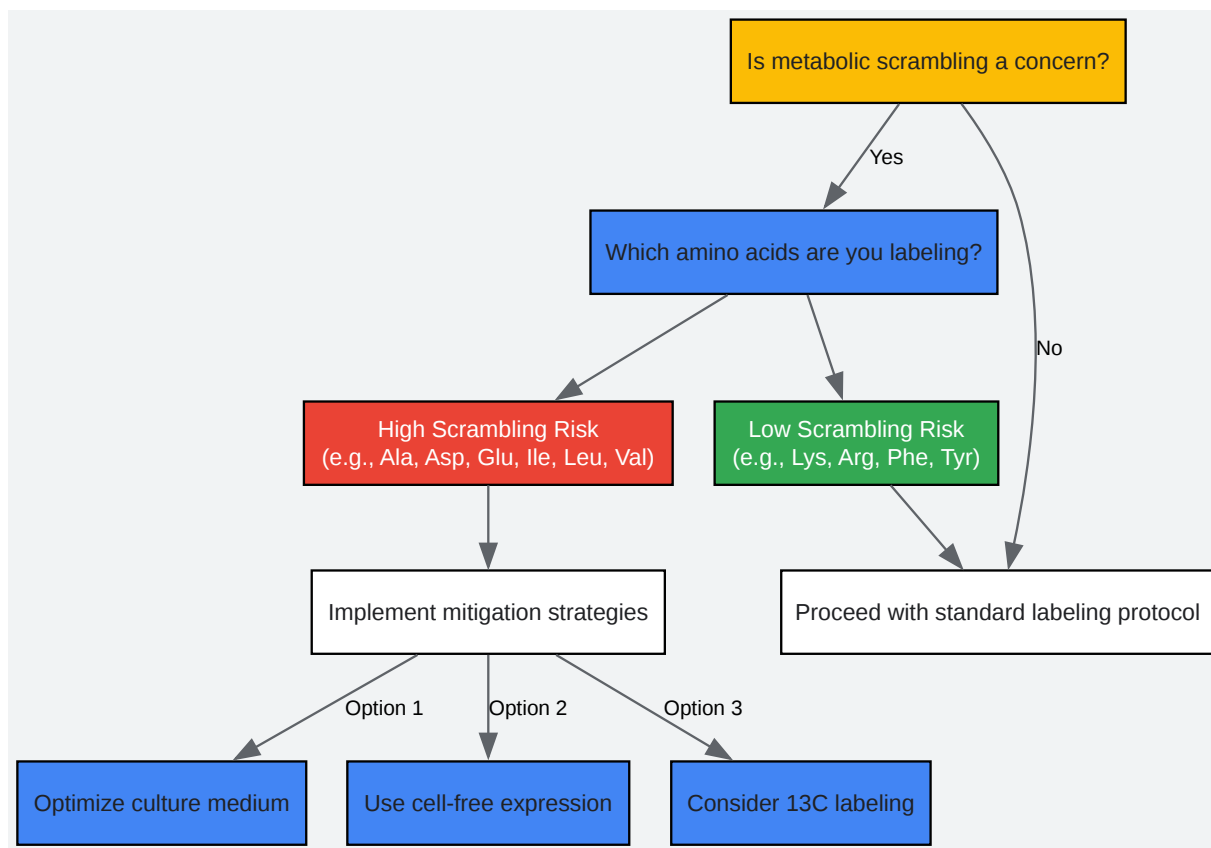 Is metabolic scrambling a concern?
Yes
Which amino acids are you labeling?
No
High Scrambling Risk
(e.g., Ala, Asp, Glu, Ile, Leu, Val)
Low Scrambling Risk
(e.g., Lys, Arg, Phe, Tyr)
Implement mitigation strategies
Proceed with standard labeling protocol
Option 1
Option 2
Option 3
Optimize culture medium
Use cell-free expression
Consider 13C labeling